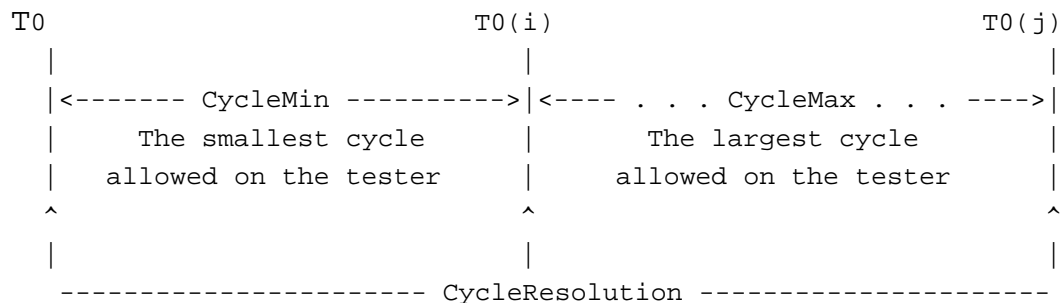 T0                                T0(i)                               T0(j)
   |                                  |                                     |
   |<------- CycleMin ---------->|<---- . . . CycleMax . . . ---->|
   |      The smallest cycle       |        The largest cycle        |
   |    allowed on the tester      |      allowed on the tester      |
   ^                                  ^                                     ^
   |                                  |                                     |
    ----------------------- CycleResolution ----------------------